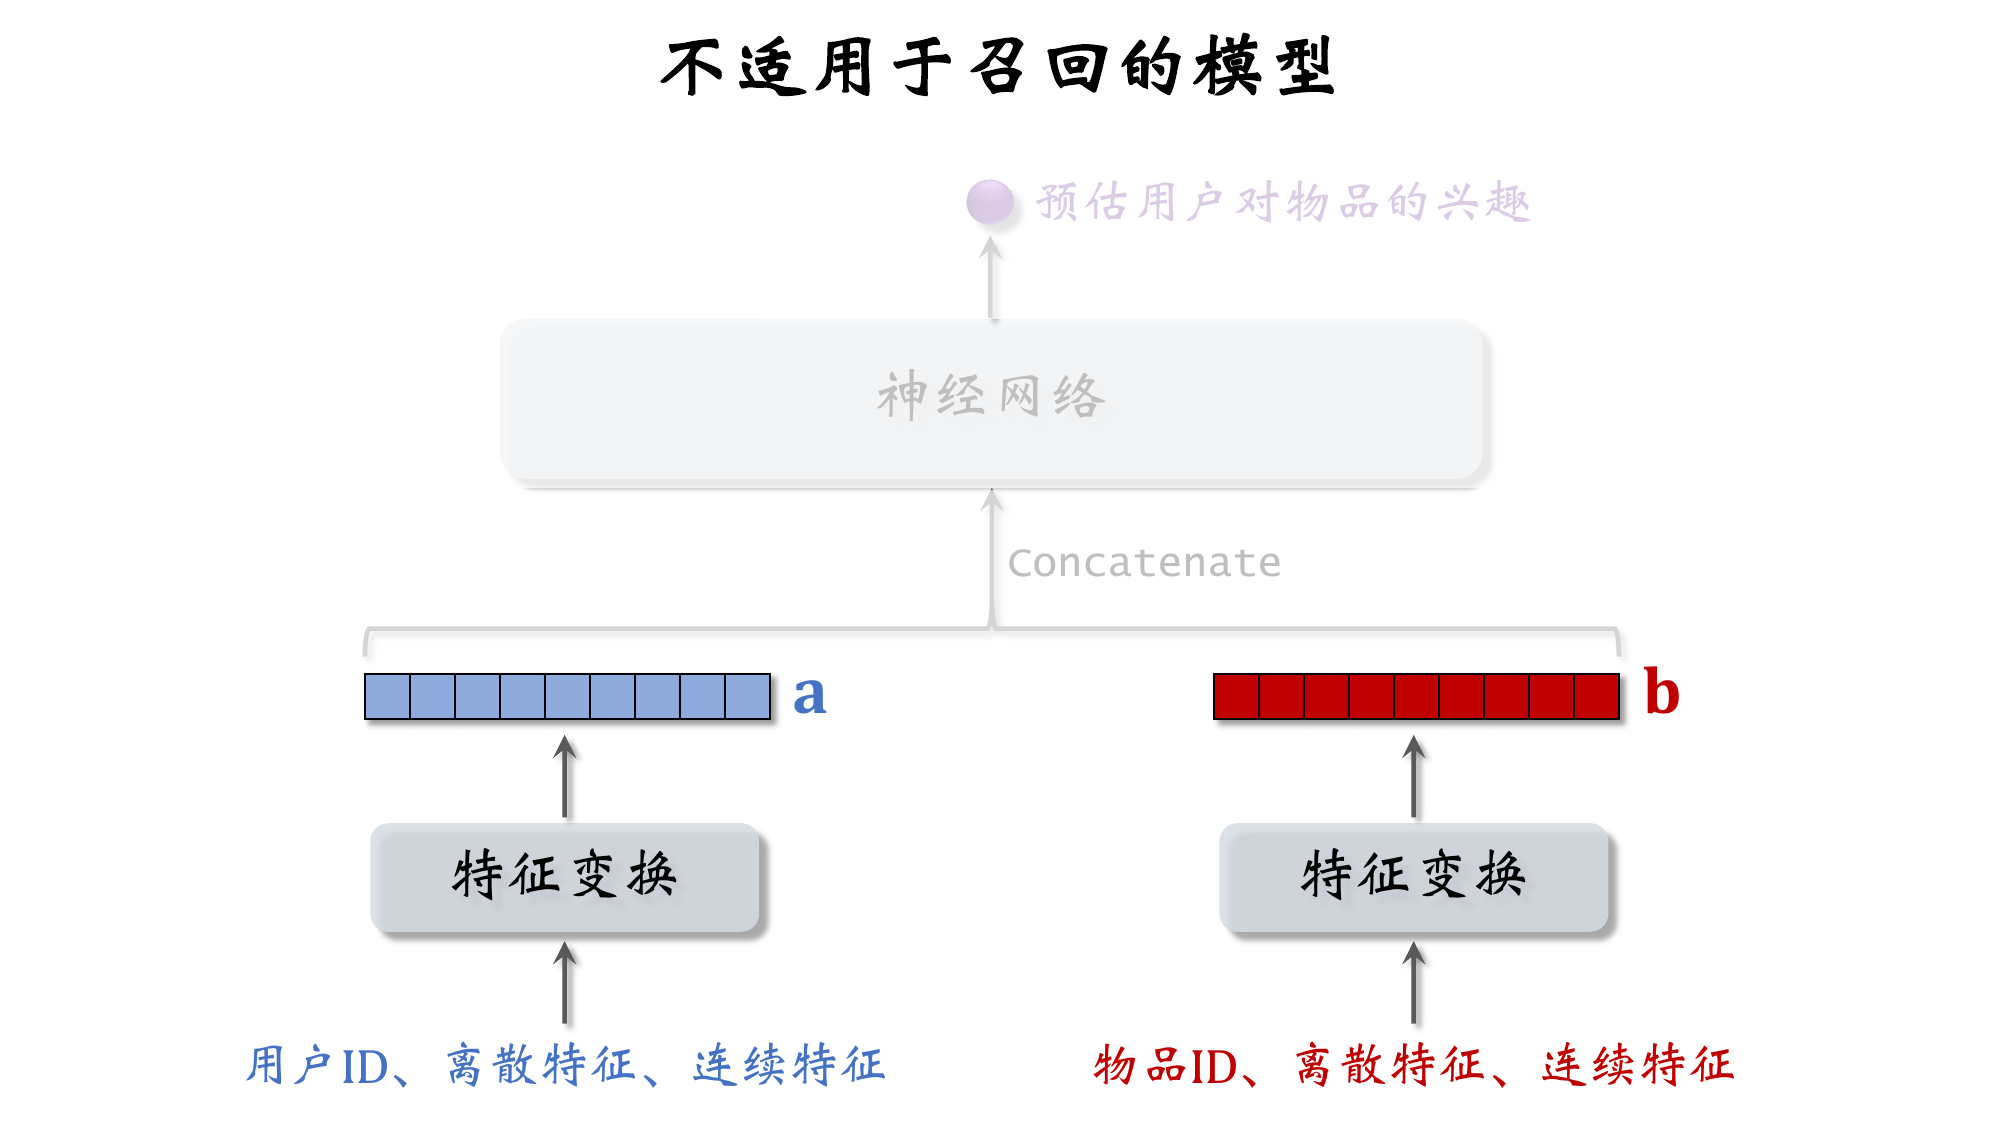 不适用于召回的模型
预估用户对物品的兴趣
神经网络
Concatenate
a
b
特征变换
特征变换
用户ID、离散特征、连续特征
物品ID、离散特征、连续特征